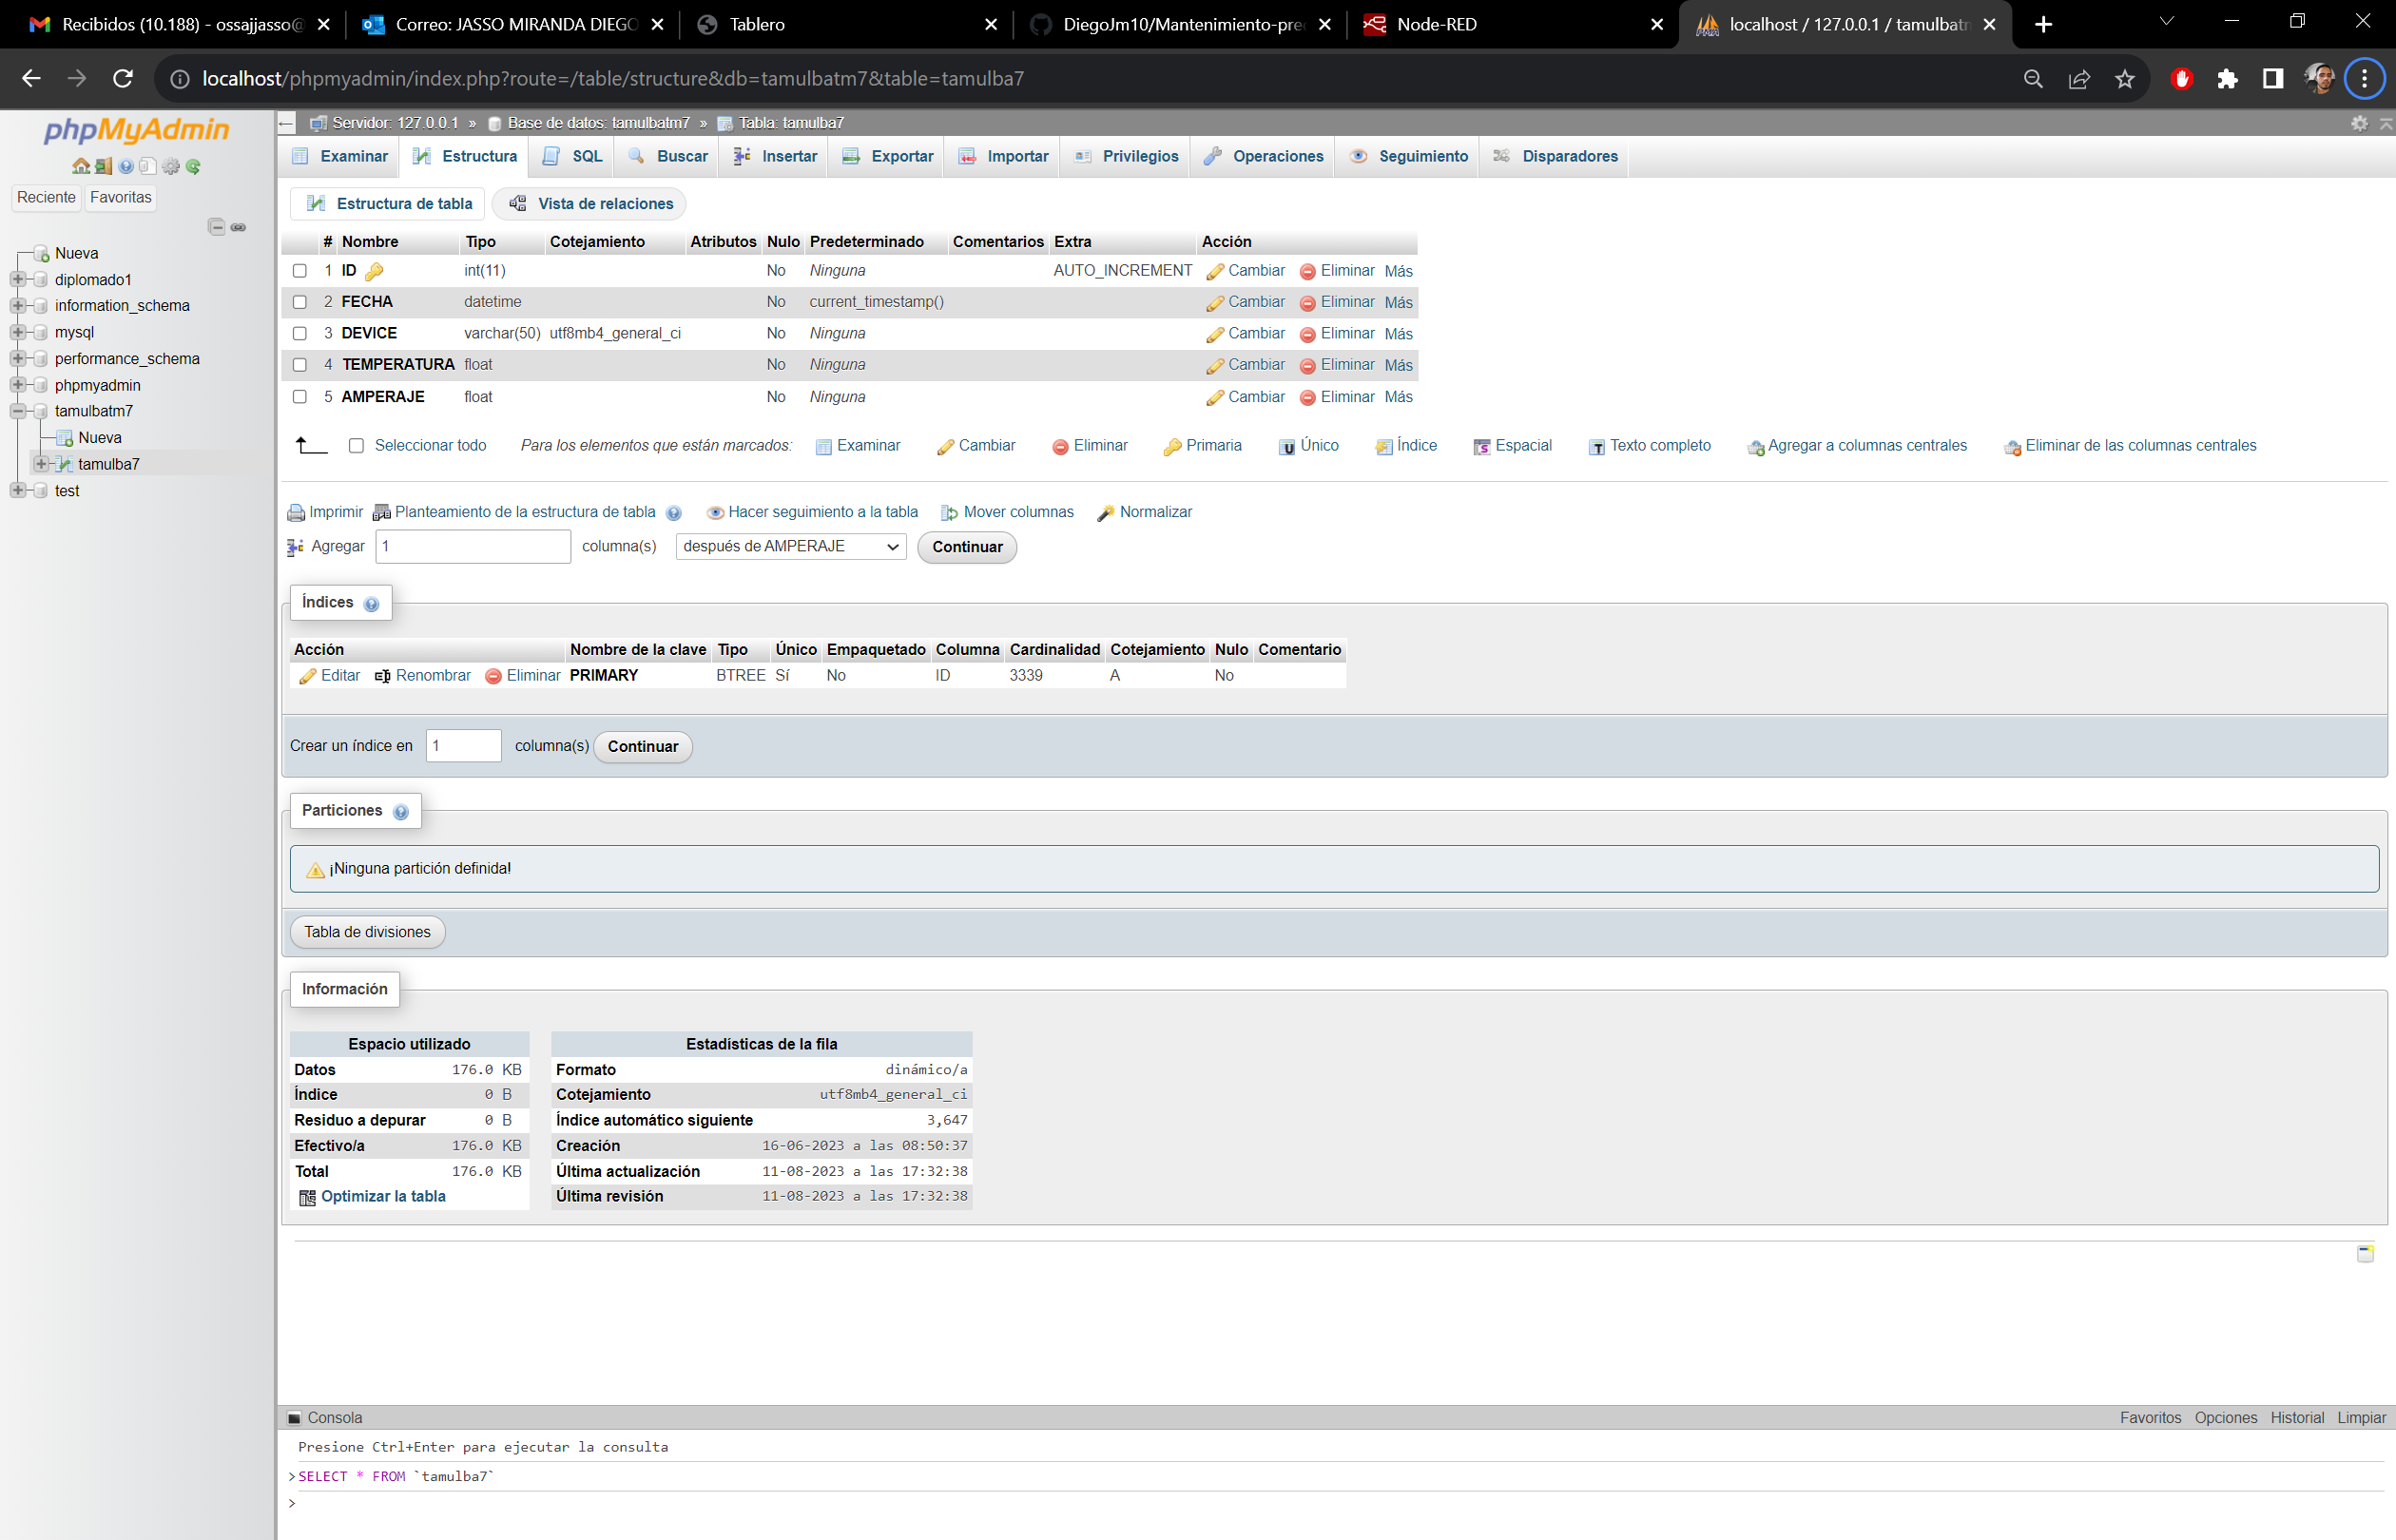 Recibidos (10.188) - ossajjasso@
Correo: JASSO MIRANDA DIEGO
Tablero
DiegoJm10/Mantenimiento-pre
Node-RED
localhost / 127.0.0.1 / tamulbatm
localhost/phpmyadmin/index.php?route=/table/structure&db=tamulbatm7&table=tamulba7
phpMyAdmin
Reciente Favoritas
Nueva
diplomado1
information_schema
mysql
performance_schema
phpmyadmin
tamulbatm7
Nueva
tamulba7
test
Servidor: 127.0.0.1 » Base de datos: tamulbatm7 » Tabla: tamulba7
Examinar Estructura SQL Buscar Insertar Exportar Importar Privilegios Operaciones Seguimiento Disparadores
Estructura de tabla Vista de relaciones
# Nombre Tipo Cotejamiento Atributos Nulo Predeterminado Comentarios Extra Acción
1 ID int(11) No Ninguna AUTO_INCREMENT Cambiar Eliminar Más
2 FECHA datetime No current_timestamp() Cambiar Eliminar Más
3 DEVICE varchar(50) utf8mb4_general_ci No Ninguna Cambiar Eliminar Más
4 TEMPERATURA float No Ninguna Cambiar Eliminar Más
5 AMPERAJE float No Ninguna Cambiar Eliminar Más
Seleccionar todo Para los elementos que están marcados: Examinar Cambiar Eliminar Primaria Único Índice Espacial Texto completo Agregar a columnas centrales Eliminar de las columnas centrales
Imprimir Planteamiento de la estructura de tabla Hacer seguimiento a la tabla Mover columnas Normalizar
Agregar 1 columna(s) después de AMPERAJE Continuar
Índices
Acción Nombre de la clave Tipo Único Empaquetado Columna Cardinalidad Cotejamiento Nulo Comentario
Editar Renombrar Eliminar PRIMARY BTREE Sí No ID 3339 A No
Crear un índice en 1 columna(s) Continuar
Particiones
¡Ninguna partición definida!
Tabla de divisiones
Información
Espacio utilizado
Datos 176.0 KB
Índice 0 B
Residuo a depurar 0 B
Efectivo/a 176.0 KB
Total 176.0 KB
Optimizar la tabla
Estadísticas de la fila
Formato dinámico/a
Cotejamiento utf8mb4_general_ci
Índice automático siguiente 3,647
Creación 16-06-2023 a las 08:50:37
Última actualización 11-08-2023 a las 17:32:38
Última revisión 11-08-2023 a las 17:32:38
Consola Favoritos Opciones Historial Limpiar
Presione Ctrl+Enter para ejecutar la consulta
>SELECT * FROM `tamulba7`
>